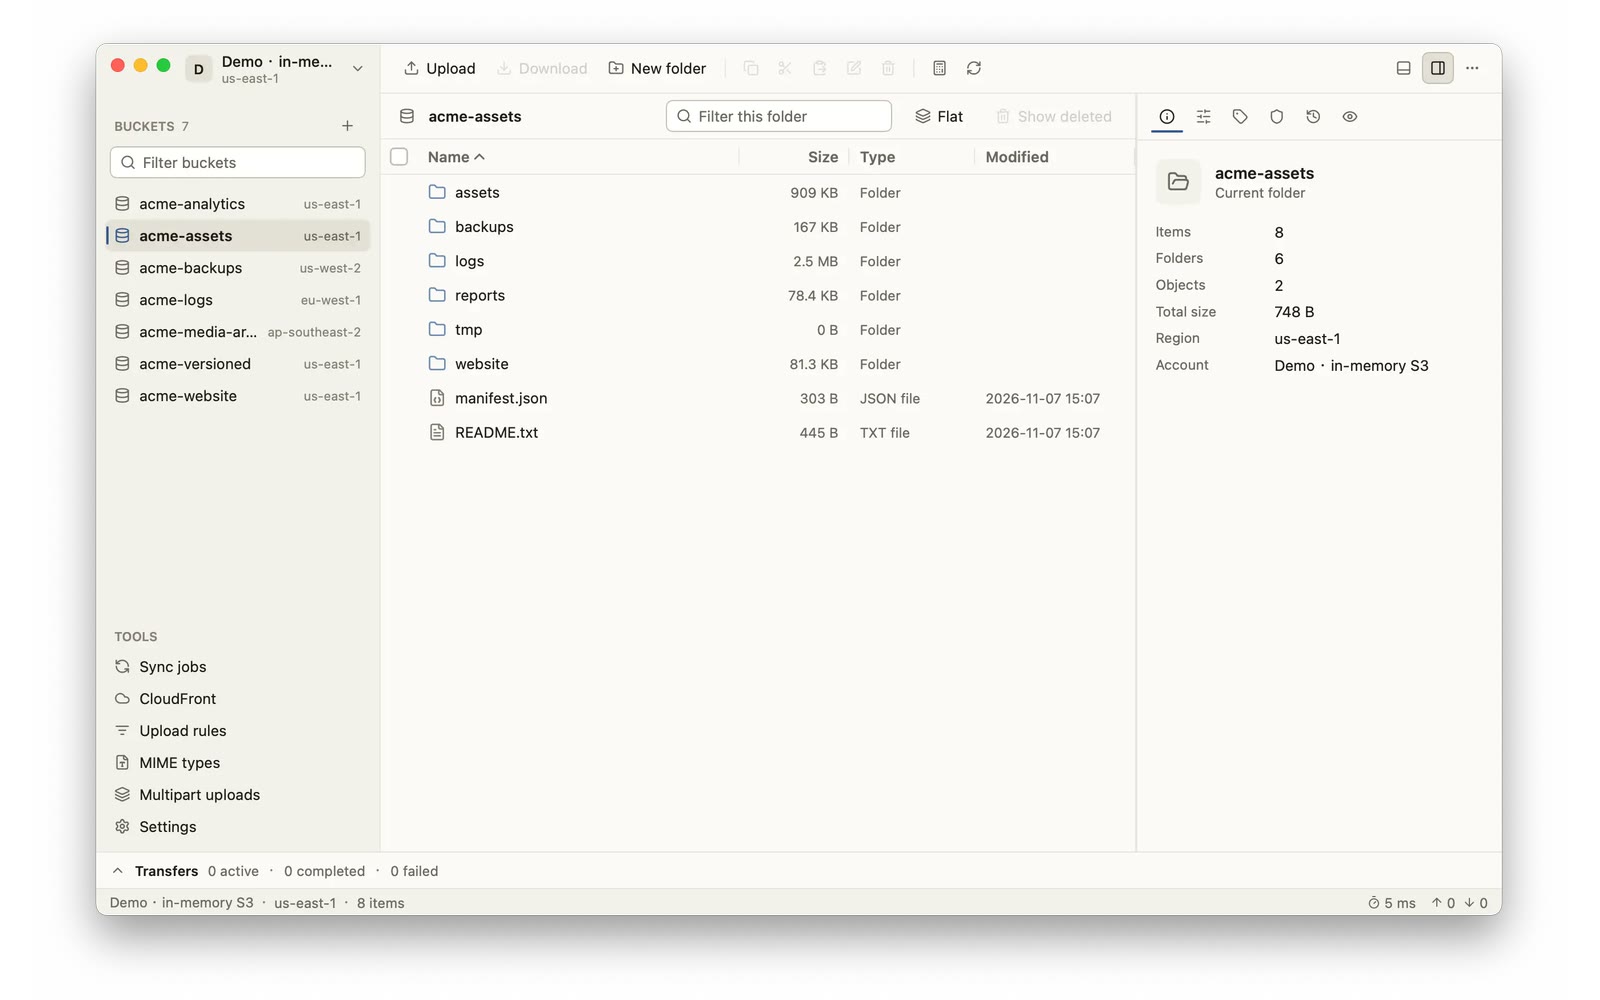 D
Demo · in-me...
us-east-1
Upload Download New folder
BUCKETS 7
Filter buckets
acme-analytics us-east-1
acme-assets us-east-1
acme-backups us-west-2
acme-logs eu-west-1
acme-media-ar... ap-southeast-2
acme-versioned us-east-1
acme-website us-east-1
TOOLS
Sync jobs
CloudFront
Upload rules
MIME types
Multipart uploads
Settings
acme-assets Filter this folder Flat Show deleted
Name Size Type Modified
assets 909 KB Folder
backups 167 KB Folder
logs 2.5 MB Folder
reports 78.4 KB Folder
tmp 0 B Folder
website 81.3 KB Folder
manifest.json 303 B JSON file 2026-11-07 15:07
README.txt 445 B TXT file 2026-11-07 15:07
acme-assets
Current folder
Items 8
Folders 6
Objects 2
Total size 748 B
Region us-east-1
Account Demo · in-memory S3
Transfers 0 active · 0 completed · 0 failed
Demo · in-memory S3 · us-east-1 · 8 items 5 ms ↑ 0 ↓ 0